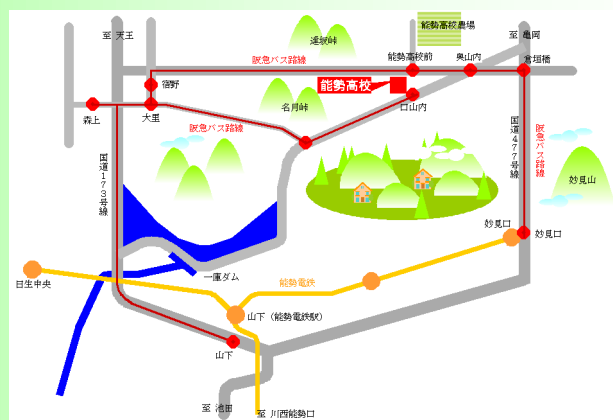 至 天王
能勢高校農場
至 亀岡
逢坂峠
阪急バス路線
能勢高校前
奥山内
倉垣橋
宿野
能勢高校
名月峠
口山内
森上
大里
阪急バス路線
国道173号線
国道477号線
阪急バス路線
妙見山
妙見口
妙見口
一庫ダム
日生中央
能勢電鉄
山下（能勢電鉄駅）
山下
至 池田
至 川西能勢口